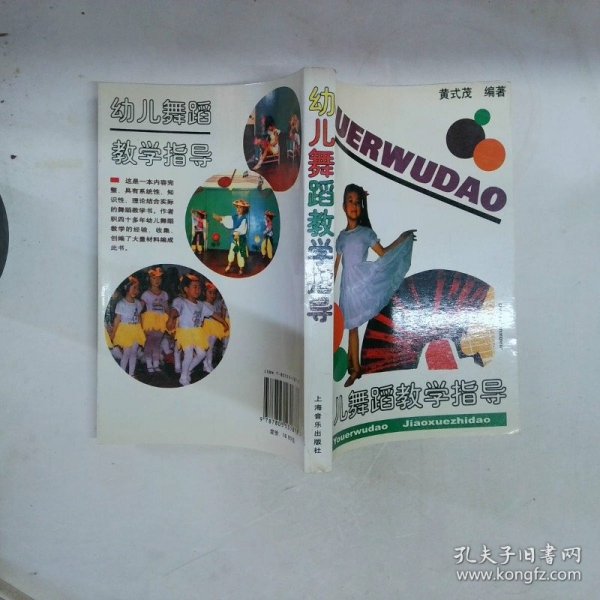 幼儿舞蹈
教学指导
这是一本内容完
整、具有系统性、知
识性、理论结合实际
的舞蹈教学书。作者
积四十多年幼儿舞蹈
教学的经验，收集、
创编了大量材料编成
此书。
幼儿舞蹈教学指导
上海音乐出版社
黄式茂 编著
UERWUDAO
儿舞蹈教学指导
Youerwudao Jiaoxuezhidao
孔夫子旧书网
www.kongfz.com